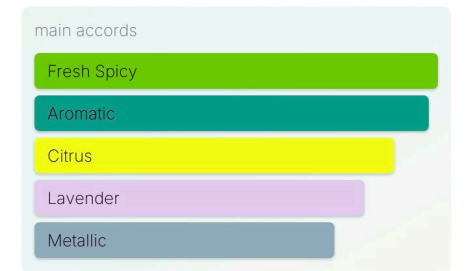 main accords
Fresh Spicy
Aromatic
Citrus
Lavender
Metallic